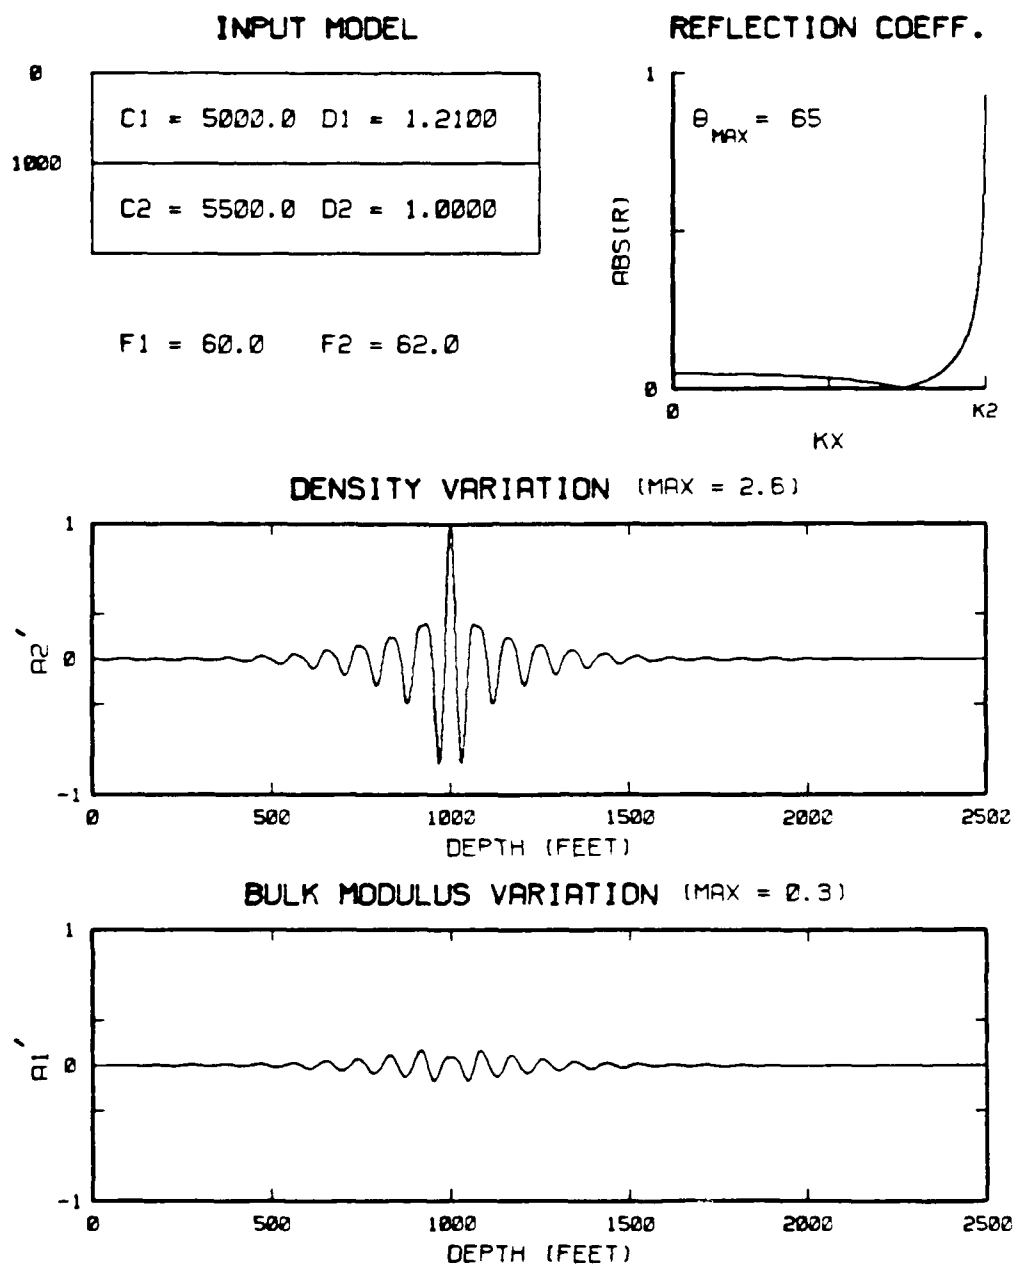 INPUT MODEL
0
C1 = 5000.0 D1 = 1.2100
1000
C2 = 5500.0 D2 = 1.0000
F1 = 60.0 F2 = 62.0
REFLECTION COEFF.
1
θMAX = 65
ABS(R)
0
0 K2
KX
DENSITY VARIATION (MAX = 2.6)
1
A2′ 0
-1
0 500 1000 1500 2000 2500
DEPTH (FEET)
BULK MODULUS VARIATION (MAX = 0.3)
1
A1′ 0
-1
0 500 1000 1500 2000 2500
DEPTH (FEET)